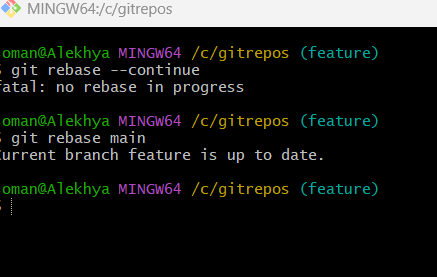 MINGW64:/c/gitrepos
oman@Alekhya MINGW64 /c/gitrepos (feature)
$ git rebase --continue
fatal: no rebase in progress
oman@Alekhya MINGW64 /c/gitrepos (feature)
$ git rebase main
Current branch feature is up to date.
oman@Alekhya MINGW64 /c/gitrepos (feature)
$